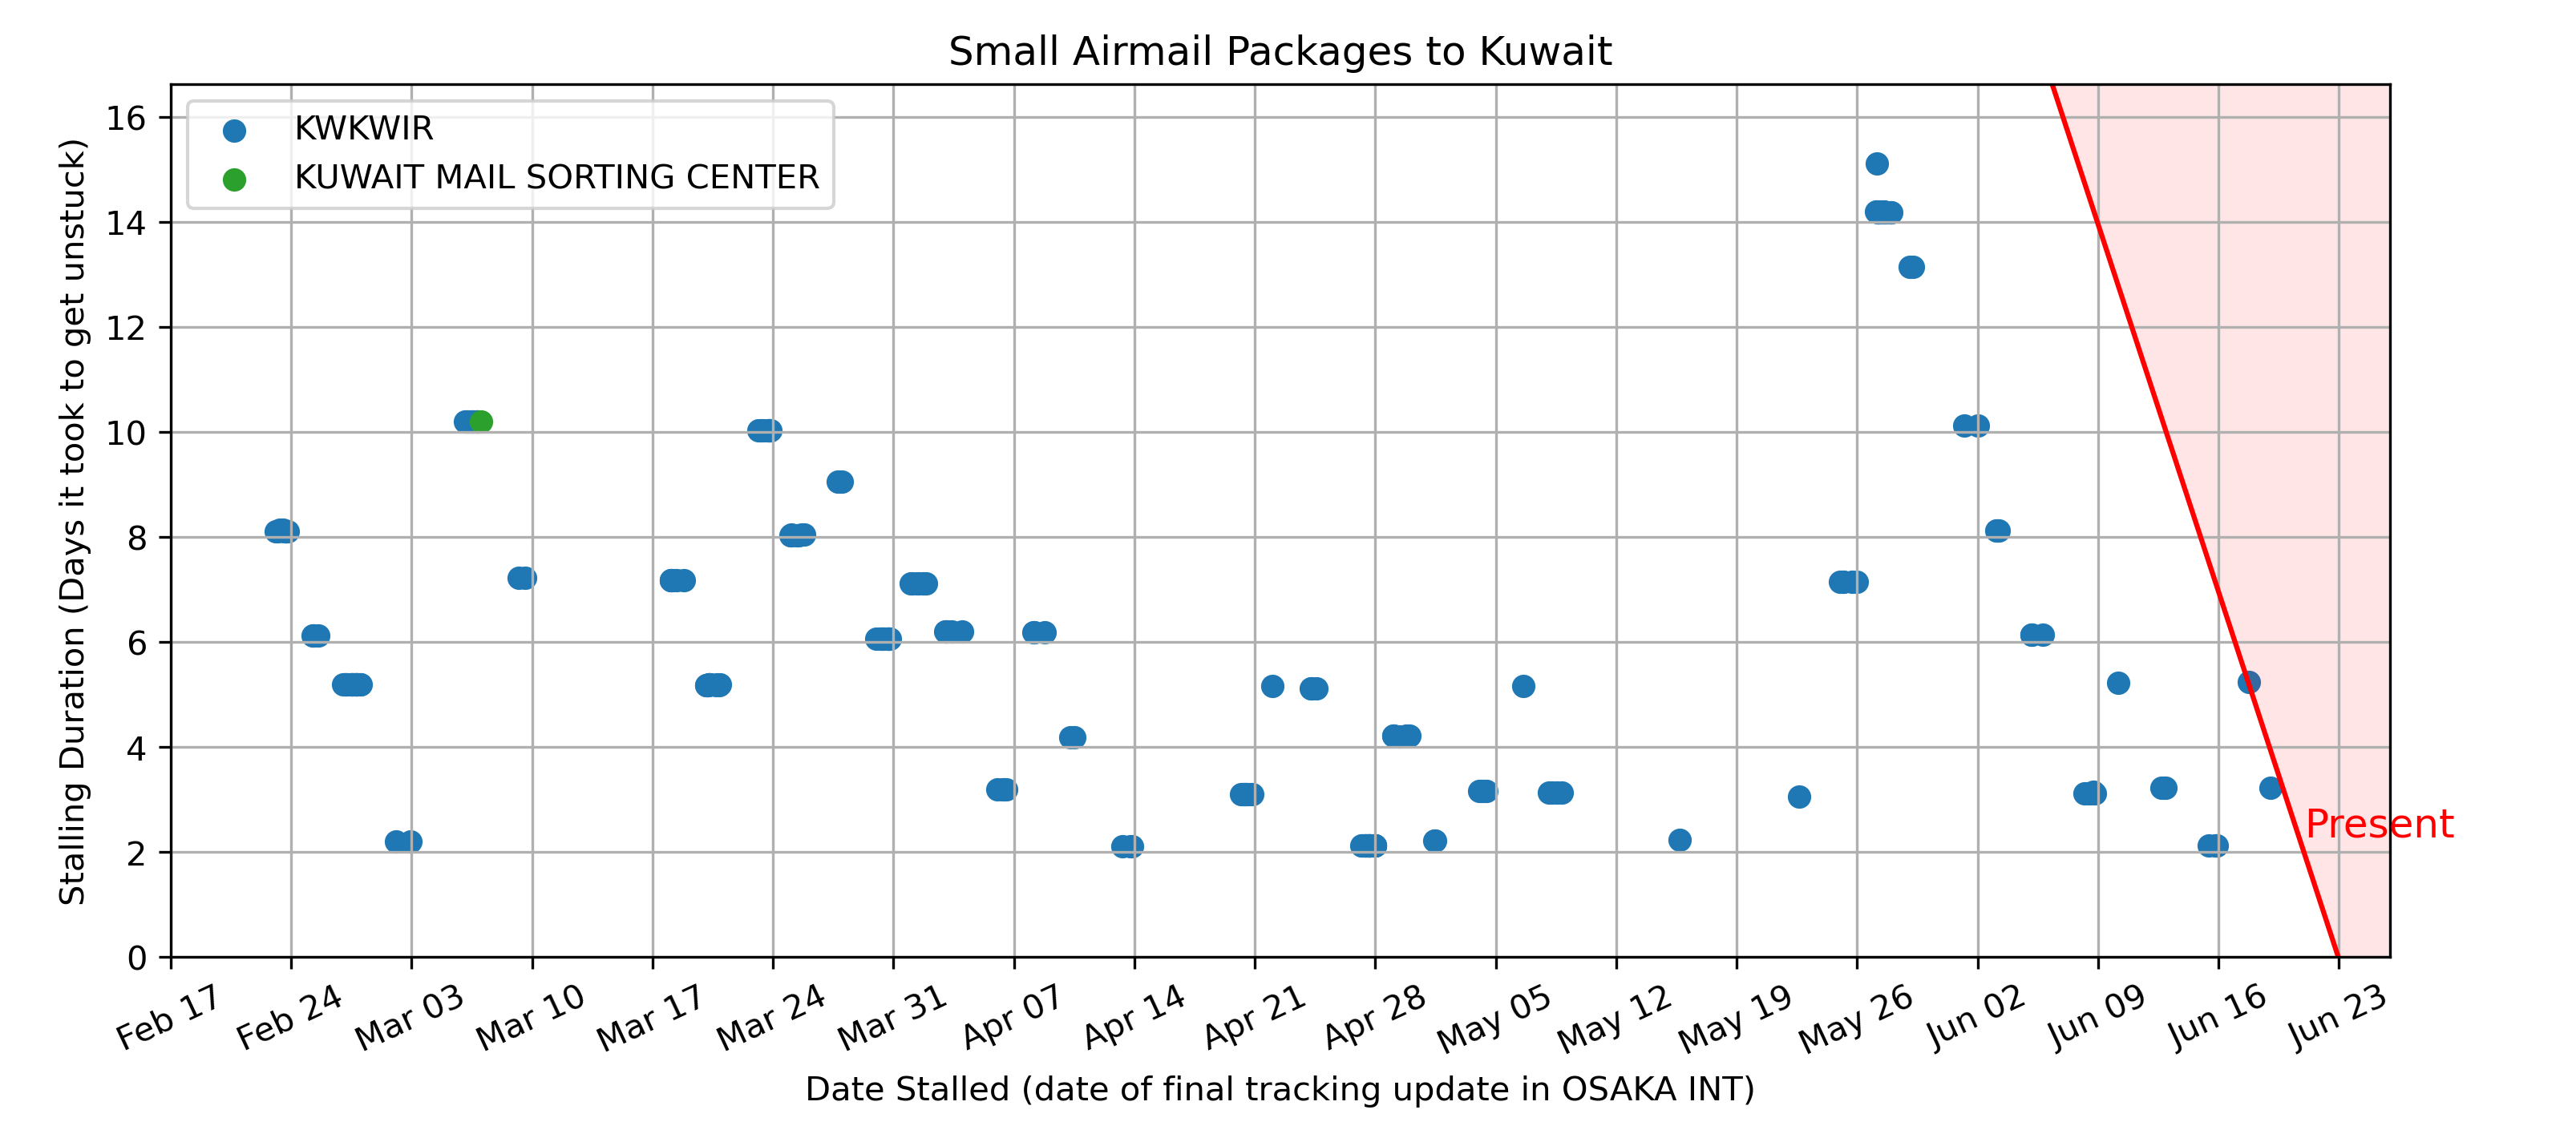 Small Airmail Packages to Kuwait
KWKWIR
KUWAIT MAIL SORTING CENTER
Stalling Duration (Days it took to get unstuck)
16
14
12
10
8
6
4
2
0
Present
Feb 17 Feb 24 Mar 03 Mar 10 Mar 17 Mar 24 Mar 31 Apr 07 Apr 14 Apr 21 Apr 28 May 05 May 12 May 19 May 26 Jun 02 Jun 09 Jun 16 Jun 23
Date Stalled (date of final tracking update in OSAKA INT)